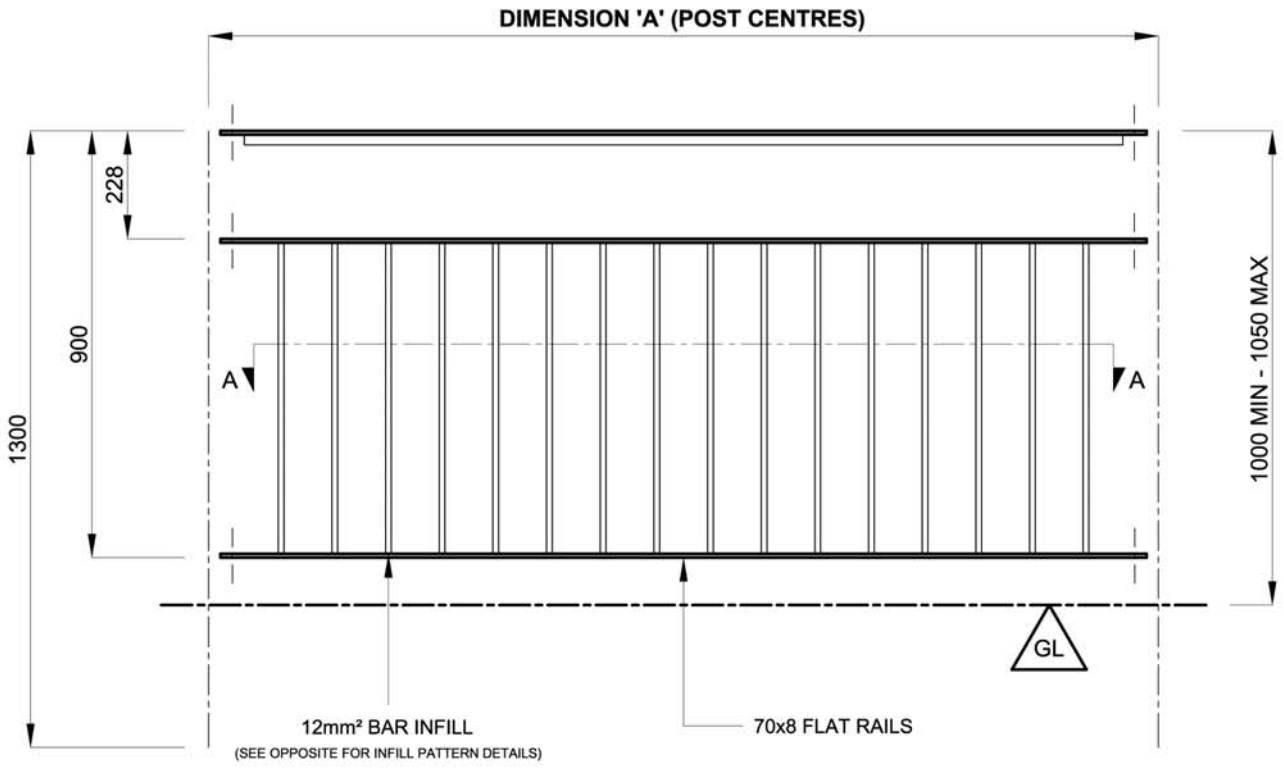 DIMENSION 'A' (POST CENTRES)
228
900
1300
1000 MIN - 1050 MAX
A
A
GL
12mm² BAR INFILL
(SEE OPPOSITE FOR INFILL PATTERN DETAILS)
70x8 FLAT RAILS